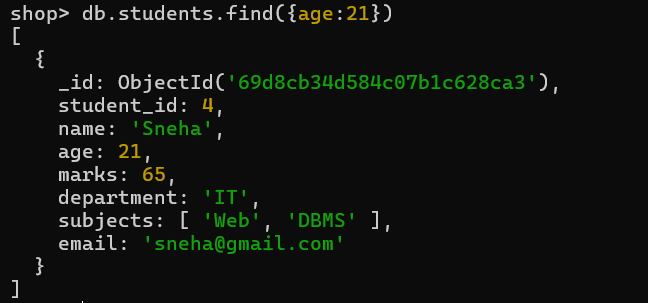 shop> db.students.find({age:21})
[
  {
    _id: ObjectId('69d8cb34d584c07b1c628ca3'),
    student_id: 4,
    name: 'Sneha',
    age: 21,
    marks: 65,
    department: 'IT',
    subjects: [ 'Web', 'DBMS' ],
    email: 'sneha@gmail.com'
  }
]